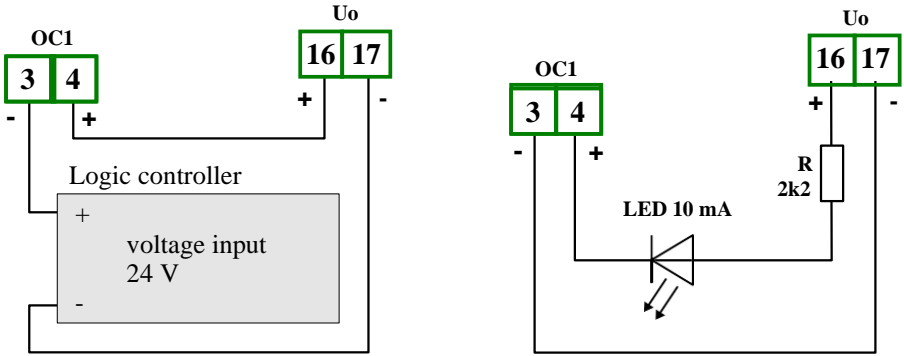 Uo
16 17
+ -
OC1
3 4
- +
Logic controller
+
voltage input
24 V
-
Uo
16 17
+ -
OC1
3 4
- +
R
2k2
LED 10 mA